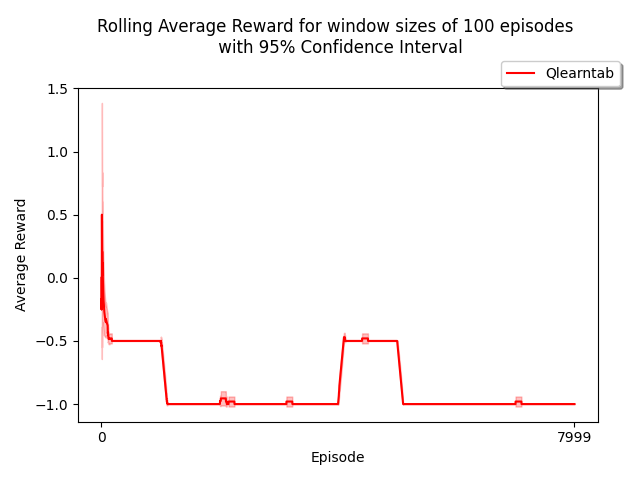 Rolling Average Reward for window sizes of 100 episodes
with 95% Confidence Interval
Qlearntab
1.5
1.0
0.5
0.0
−0.5
−1.0
Average Reward
0
7999
Episode